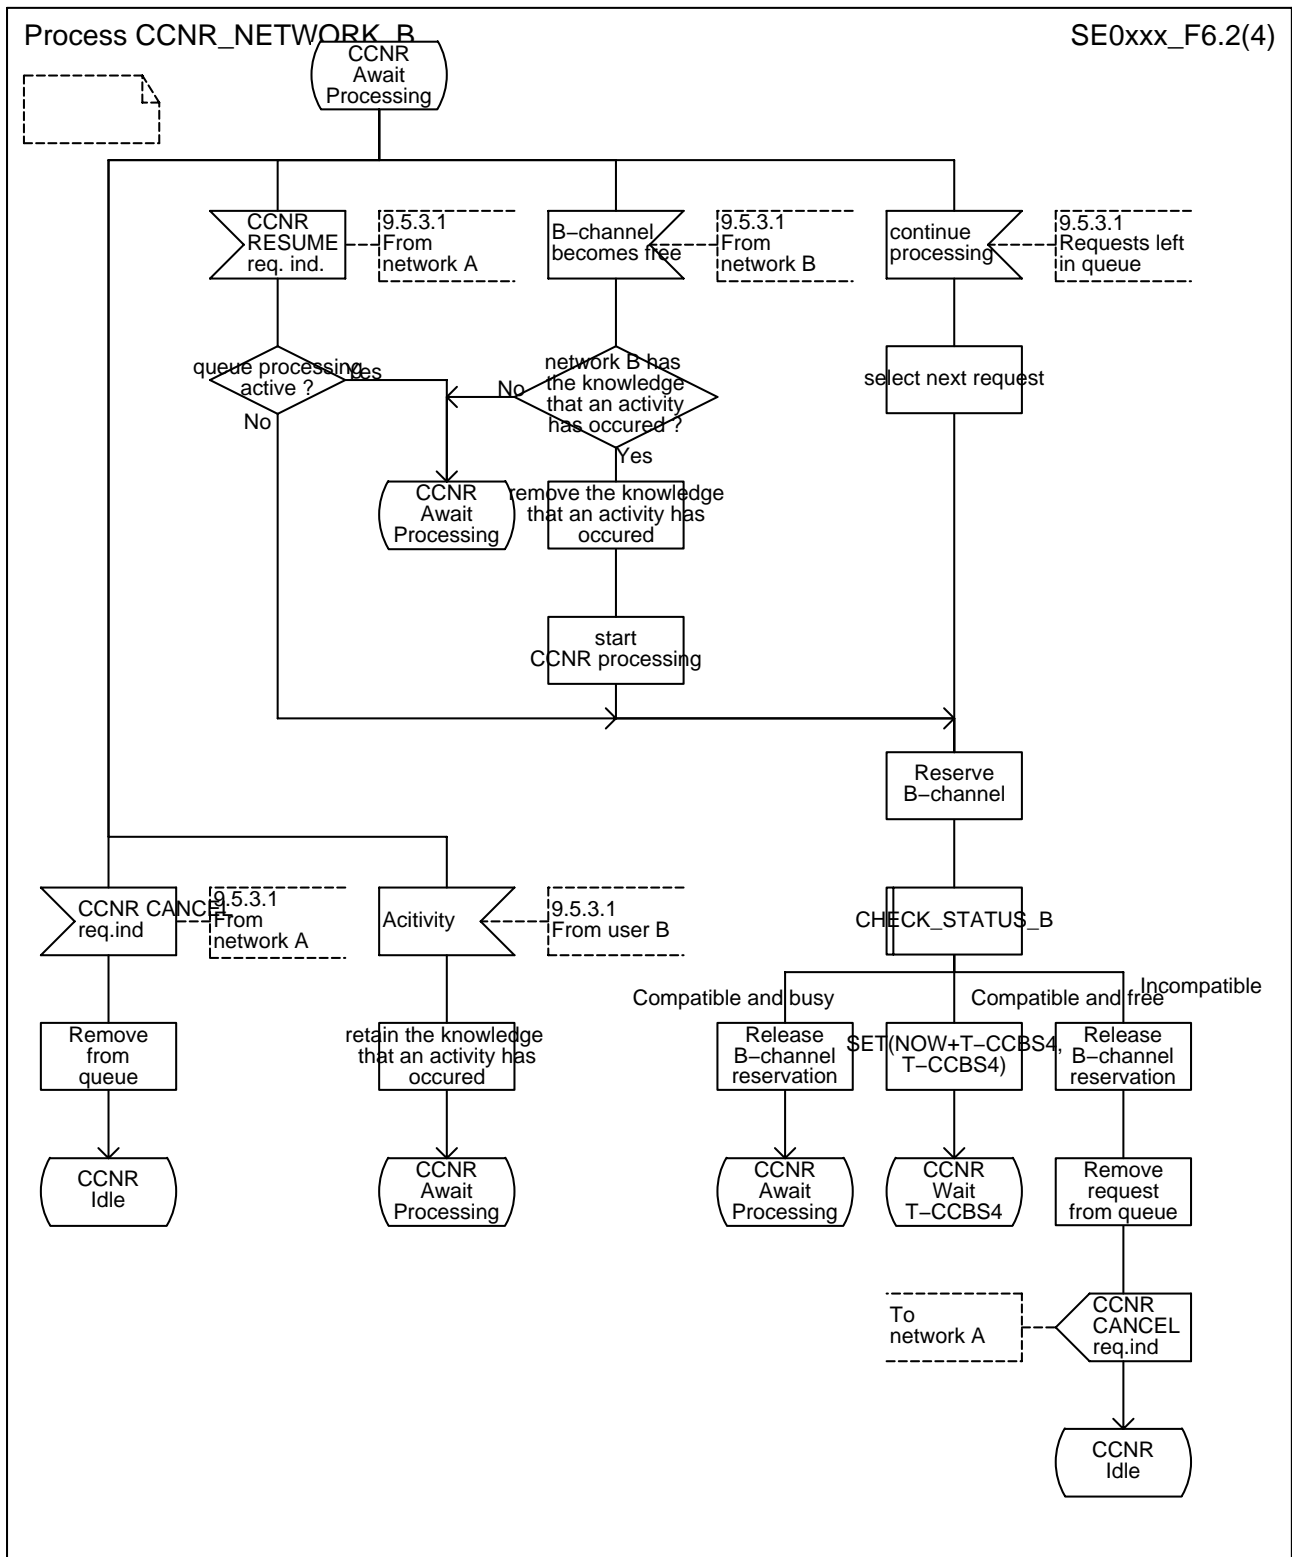 Process CCNR_NETWORK_B
SE0xxx_F6.2(4)
CCNR
Await
Processing
CCNR
RESUME
req. ind.
9.5.3.1
From
network A
B−channel
becomes free
9.5.3.1
From
network B
continue
processing
9.5.3.1
Requests left
in queue
queue processing
active ?
Yes
No
network B has
the knowledge
that an activity
has occured ?
No
Yes
select next request
CCNR
Await
Processing
remove the knowledge
that an activity has
occured
start
CCNR processing
Reserve
B−channel
CCNR CANCEL
req.ind
9.5.3.1
From
network A
Acitivity
9.5.3.1
From user B
CHECK_STATUS_B
Compatible and busy
Compatible and free
Incompatible
Remove
from
queue
retain the knowledge
that an activity has
occured
Release
B−channel
reservation
SET(NOW+T−CCBS4,
T−CCBS4)
Release
B−channel
reservation
CCNR
Idle
CCNR
Await
Processing
CCNR
Await
Processing
CCNR
Wait
T−CCBS4
Remove
request
from queue
To
network A
CCNR
CANCEL
req.ind
CCNR
Idle